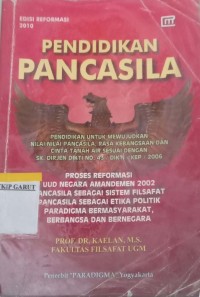 EDISI REFORMASI
2010
PENDIDIKAN
PANCASILA
PENDIDIKAN UNTUK MEWUJUDKAN
NILAI-NILAI PANCASILA, RASA KEBANGSAAN DAN
CINTA TANAH AIR SESUAI DENGAN
SK. DIRJEN DIKTI NO. 43 - DIKTI - KEP - 2006
PROSES REFORMASI
UUD NEGARA AMANDEMEN 2002
PANCASILA SEBAGAI SISTEM FILSAFAT
PANCASILA SEBAGAI ETIKA POLITIK
PARADIGMA BERMASYARAKAT,
BERBANGSA DAN BERNEGARA
KIP GARUT
PROF. DR. KAELAN, M.S.
FAKULTAS FILSAFAT UGM
Penerbit "PARADIGMA" Yogyakarta